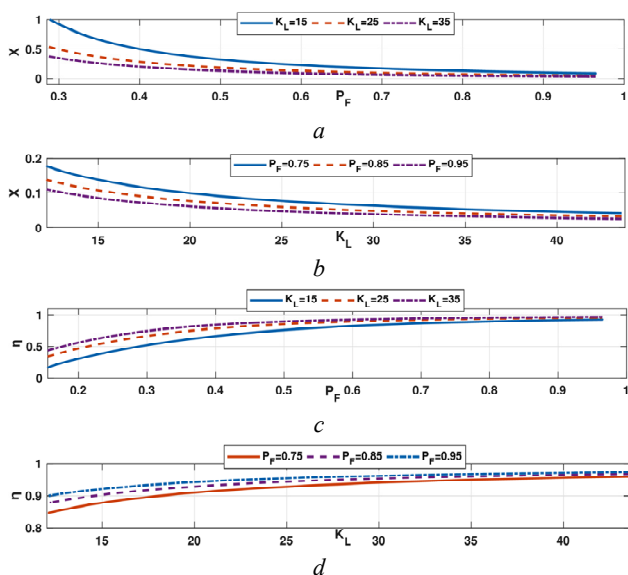 K_L=15 K_L=25 K_L=35
X
1
0.5
0
0.3 0.4 0.5 0.6 0.7 0.8 0.9 1
P_F
a
P_F=0.75 P_F=0.85 P_F=0.95
X
0.2
0.1
0
15 20 25 30 35 40
K_L
b
K_L=15 K_L=25 K_L=35
η
1
0.5
0
0.2 0.3 0.4 0.5 0.6 0.7 0.8 0.9 1
P_F
c
P_F=0.75 P_F=0.85 P_F=0.95
η
1
0.9
0.8
15 20 25 30 35 40
K_L
d